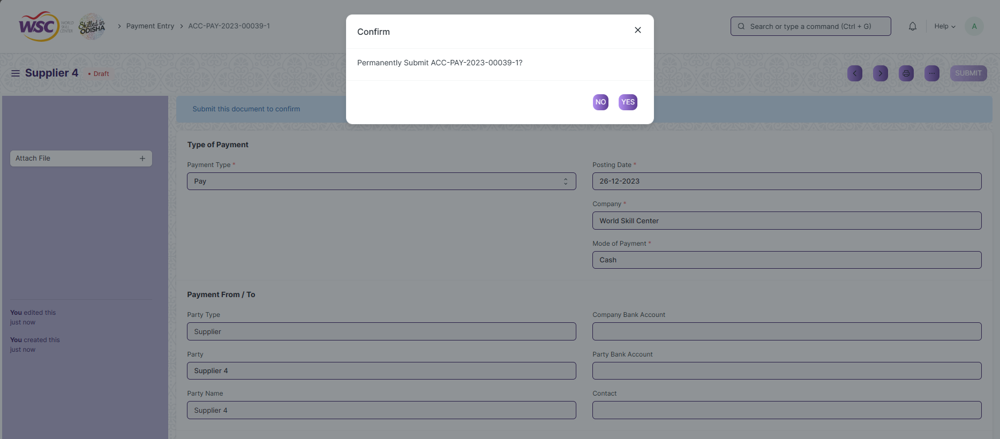 WSC WORLD SKILL CENTER
Skilled in ODISHA
Payment Entry
ACC-PAY-2023-00039-1
Search or type a command (Ctrl + G)
Help
A
Confirm
Permanently Submit ACC-PAY-2023-00039-1?
NO
YES
Supplier 4
Draft
SUBMIT
Submit this document to confirm
Attach File
You edited this
just now
You created this
just now
Type of Payment
Payment Type *
Pay
Posting Date *
26-12-2023
Company *
World Skill Center
Mode of Payment *
Cash
Payment From / To
Party Type
Supplier
Party
Supplier 4
Party Name
Supplier 4
Company Bank Account
Party Bank Account
Contact